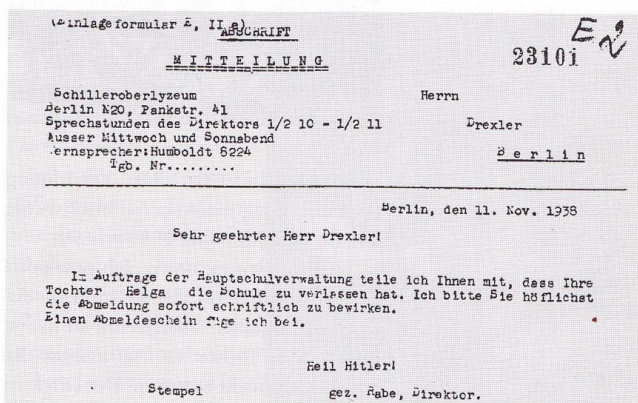 (Einlageformular E, II e)
ABSCHRIFT
E 2
MITTEILUNG
23101
Schilleroberlyzeum Herrn
Berlin N20, Pankstr. 41
Sprechstunden des Direktors 1/2 10 - 1/2 11 Drexler
Ausser Mittwoch und Sonnabend
Fernsprecher:Humboldt 6224 Berlin
Tgb. Nr.........
Berlin, den 11. Nov. 1938
Sehr geehrter Herr Drexler!
Im Auftrage der Hauptschulverwaltung teile ich Ihnen mit, dass Ihre
Tochter Helga die Schule zu verlassen hat. Ich bitte Sie höflichst
die Abmeldung sofort schriftlich zu bewirken.
Einen Abmeldeschein füge ich bei.
Heil Hitler!
Stempel gez. Rabe, Direktor.